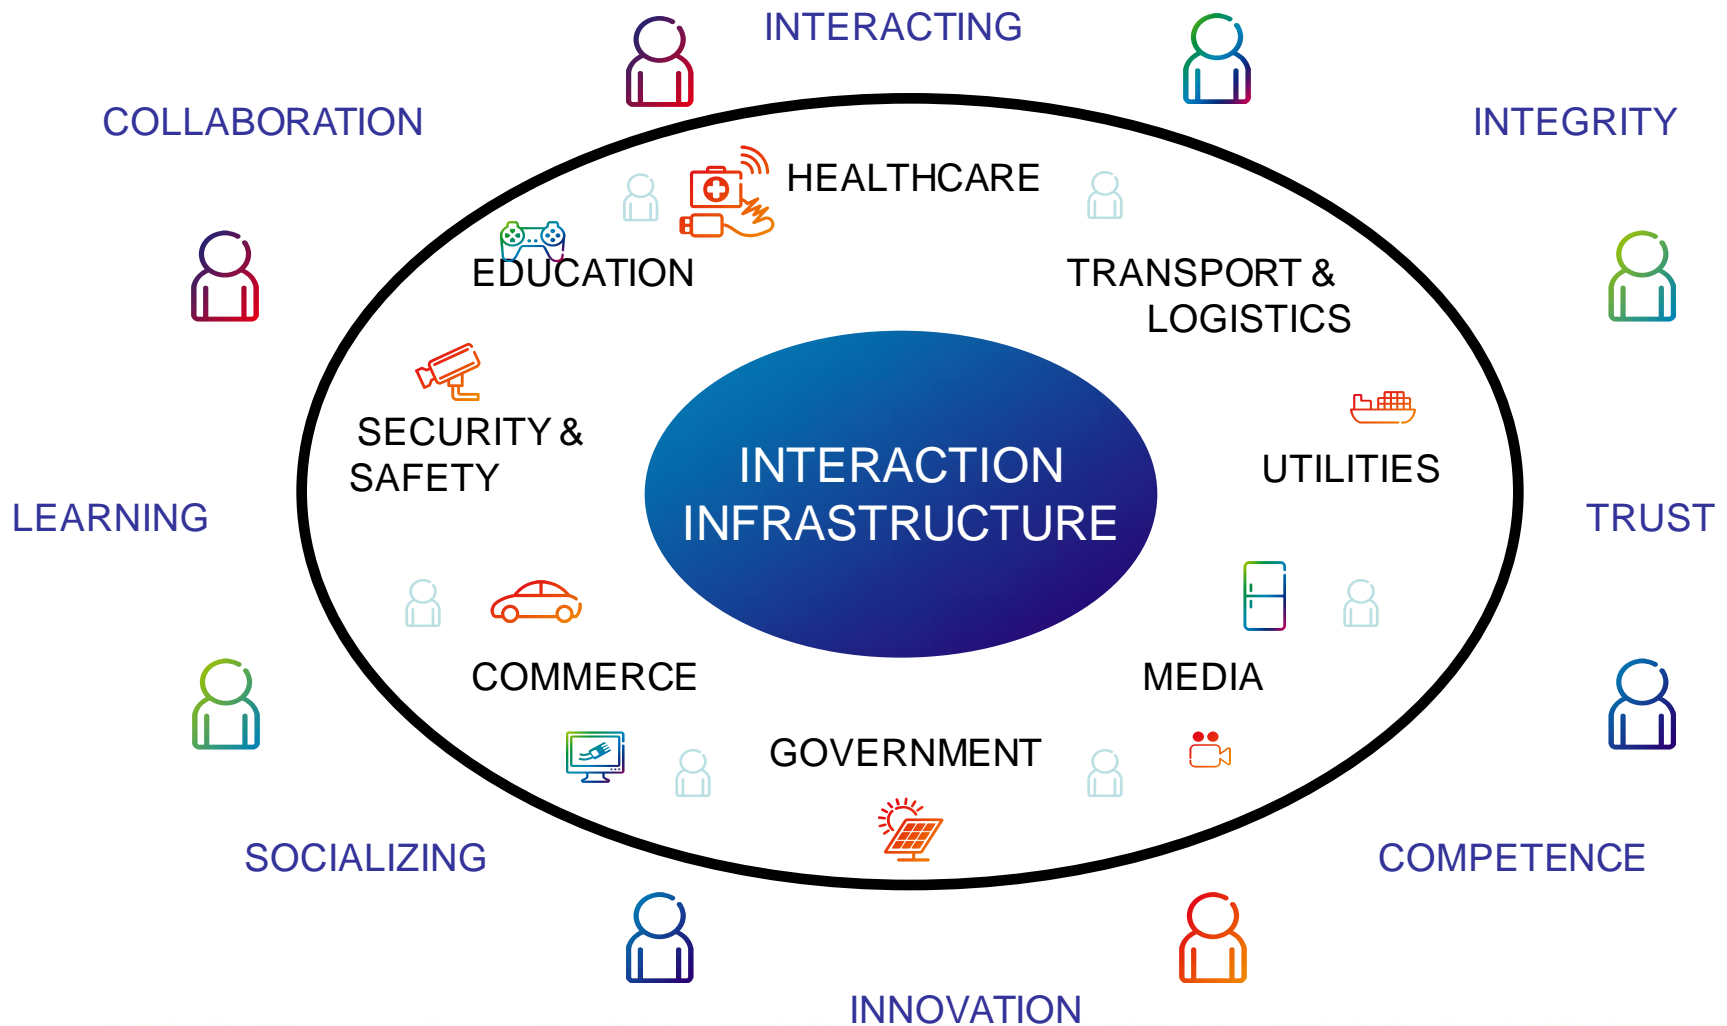 INTERACTING
COLLABORATION
INTEGRITY
HEALTHCARE
EDUCATION
TRANSPORT &
LOGISTICS
SECURITY &
SAFETY
INTERACTION
INFRASTRUCTURE
UTILITIES
LEARNING
TRUST
COMMERCE
MEDIA
GOVERNMENT
SOCIALIZING
COMPETENCE
INNOVATION